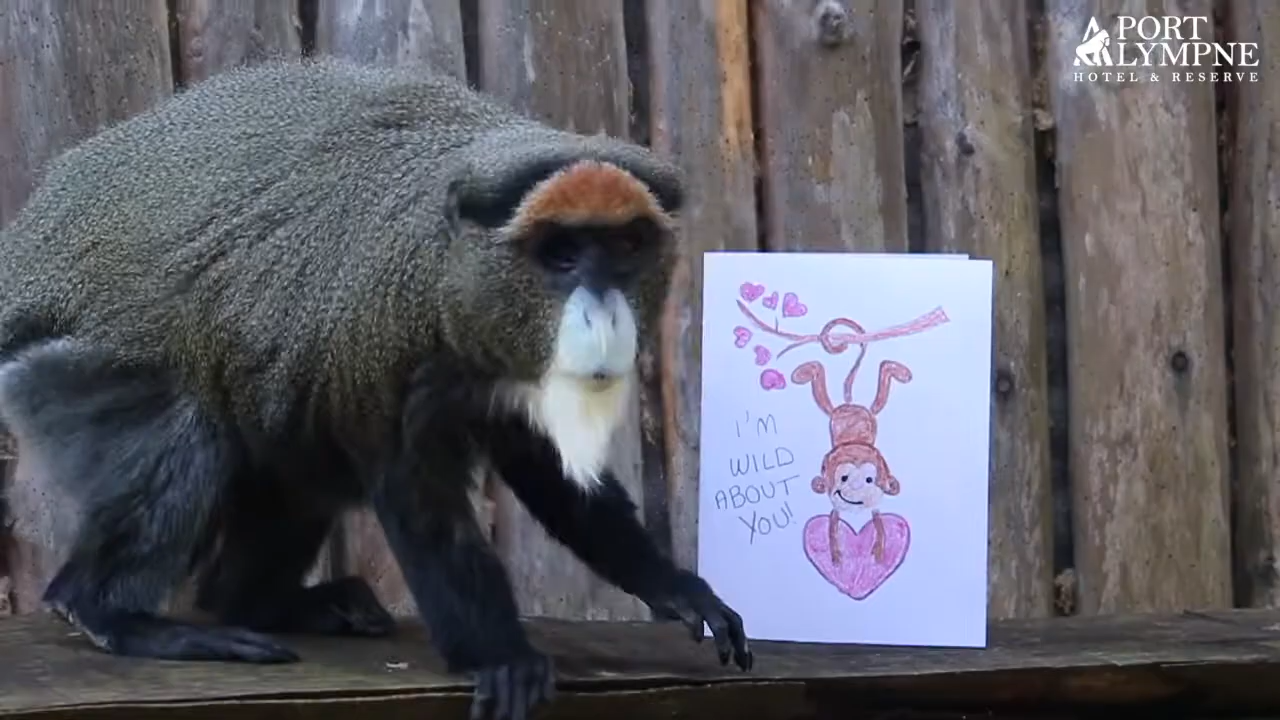 PORT
LYMPNE
HOTEL & RESERVE
I'M
WILD
ABOUT
YOU!